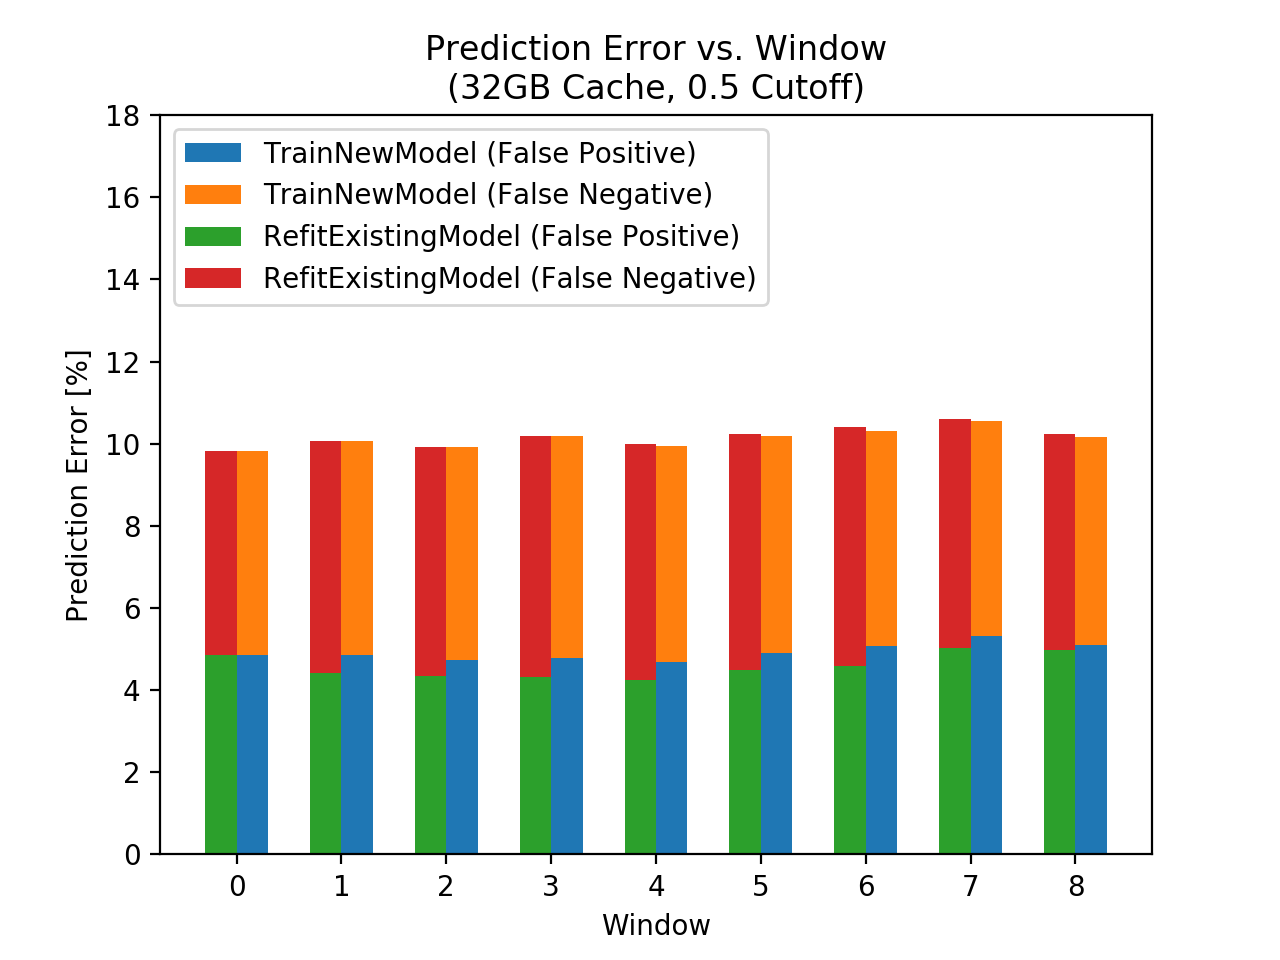 Prediction Error vs. Window
(32GB Cache, 0.5 Cutoff)
TrainNewModel (False Positive)
TrainNewModel (False Negative)
RefitExistingModel (False Positive)
RefitExistingModel (False Negative)
Prediction Error [%]
18
16
14
12
10
8
6
4
2
0
0 1 2 3 4 5 6 7 8
Window